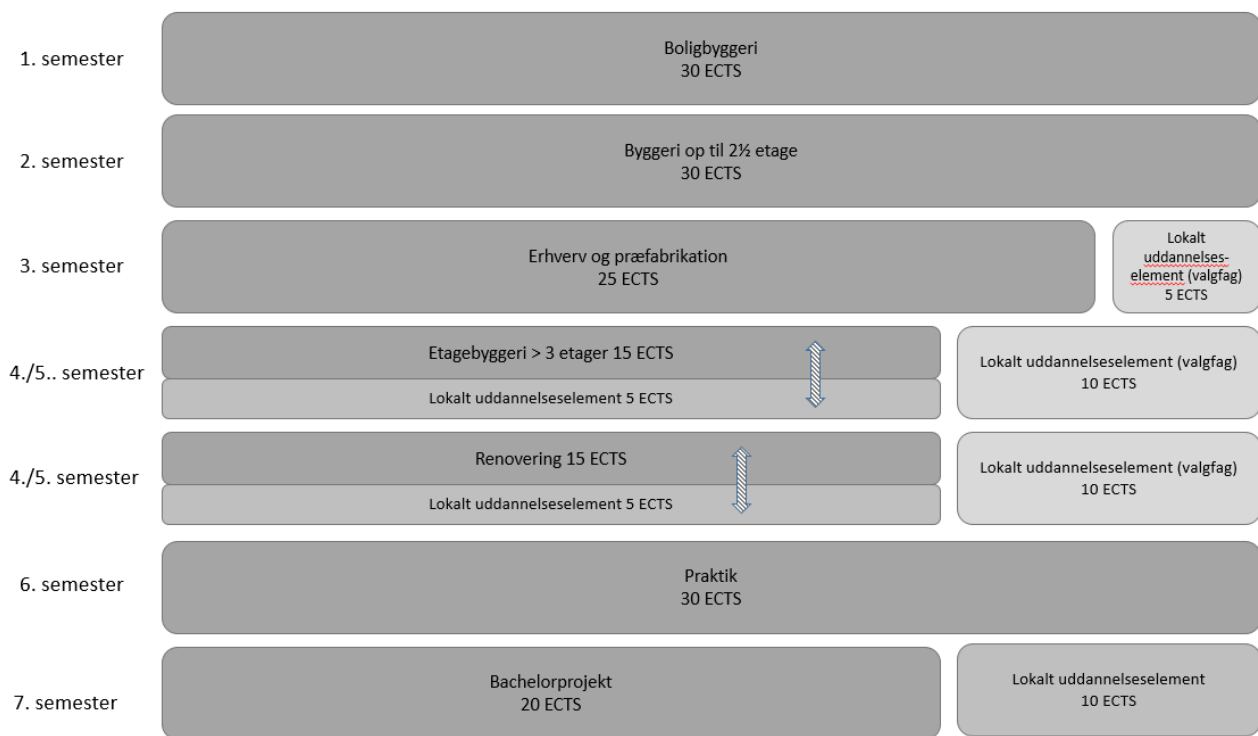 1. semester
Boligbyggeri
30 ECTS
2. semester
Byggeri op til 2½ etage
30 ECTS
3. semester
Erhverv og præfabrikation
25 ECTS
Lokalt
uddannelses-
element (valgfag)
5 ECTS
4./5.. semester
Etagebyggeri > 3 etager 15 ECTS
Lokalt uddannelseselement 5 ECTS
Lokalt uddannelseselement (valgfag)
10 ECTS
4./5. semester
Renovering 15 ECTS
Lokalt uddannelseselement 5 ECTS
Lokalt uddannelseselement (valgfag)
10 ECTS
6. semester
Praktik
30 ECTS
7. semester
Bachelorprojekt
20 ECTS
Lokalt uddannelseselement
10 ECTS